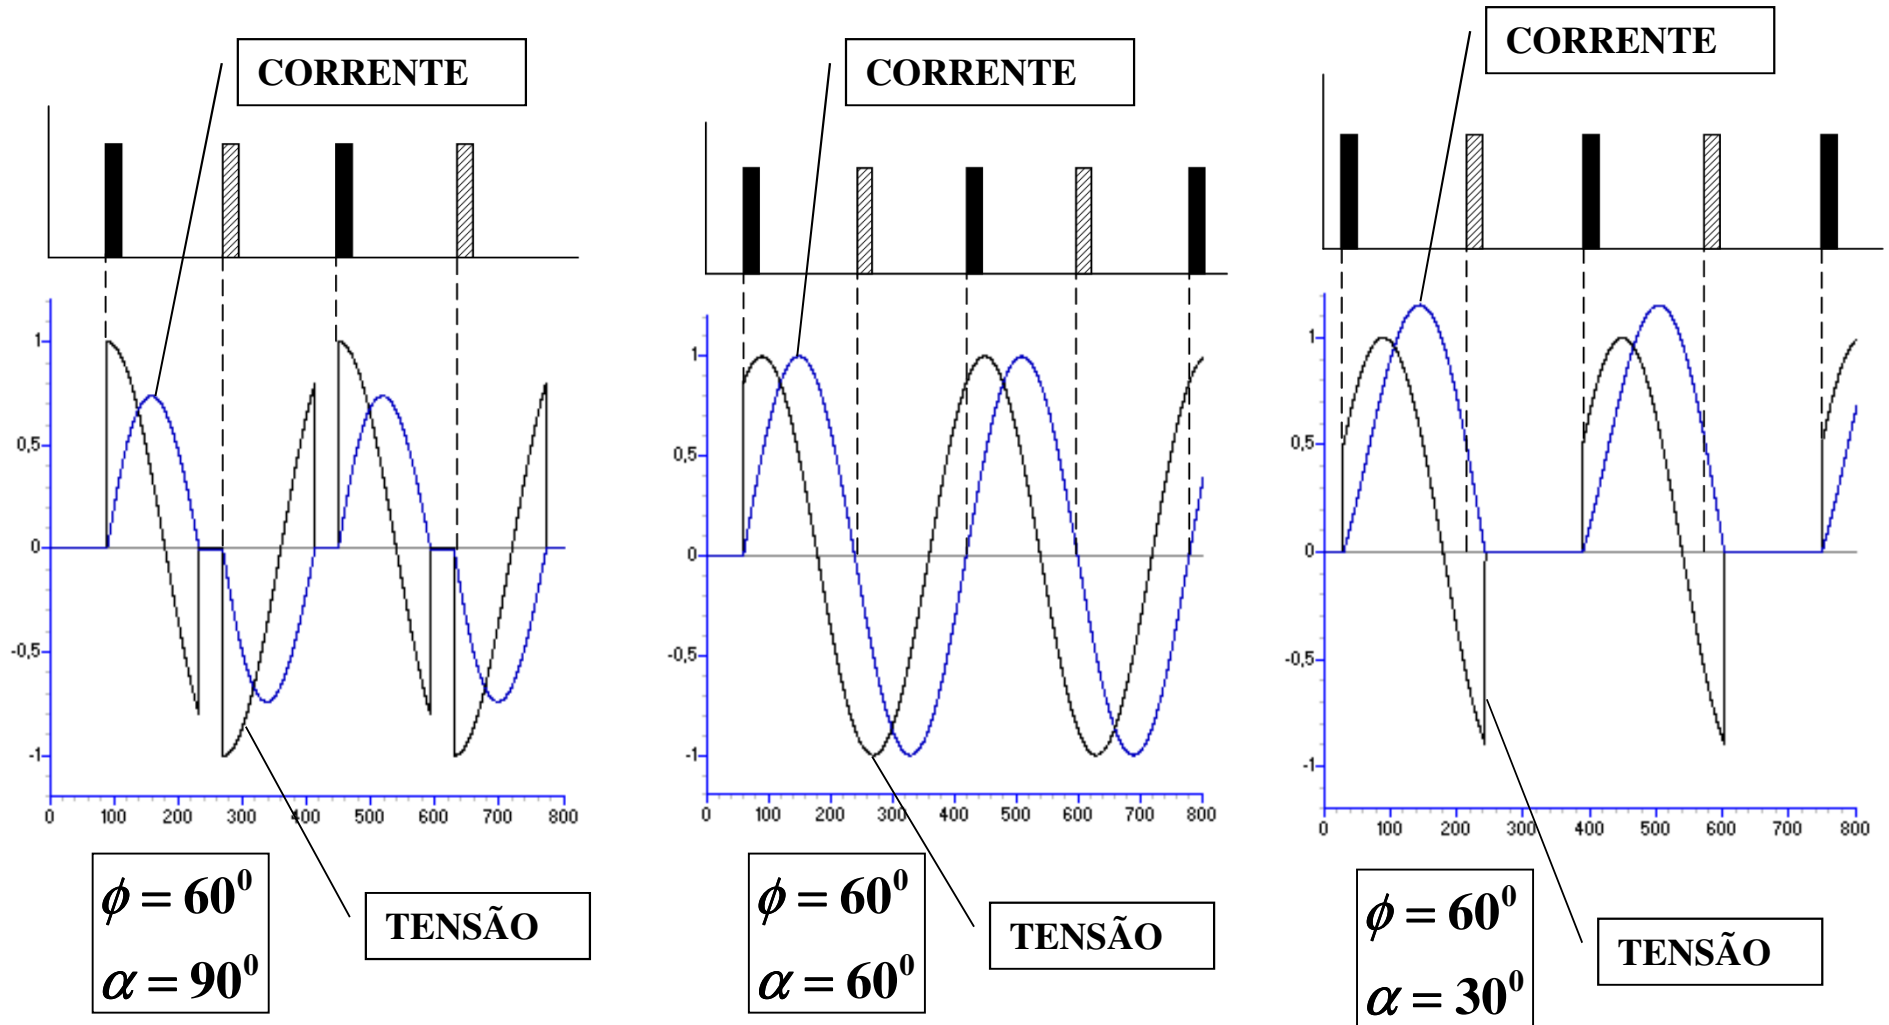 CORRENTE
1
0,5
0
-0,5
-1
0 100 200 300 400 500 600 700 800
ϕ = 60⁰
α = 90⁰
TENSÃO
CORRENTE
1
0,5
0
-0,5
-1
0 100 200 300 400 500 600 700 800
ϕ = 60⁰
α = 60⁰
TENSÃO
CORRENTE
1
0,5
0
-0,5
-1
0 100 200 300 400 500 600 700 800
ϕ = 60⁰
α = 30⁰
TENSÃO